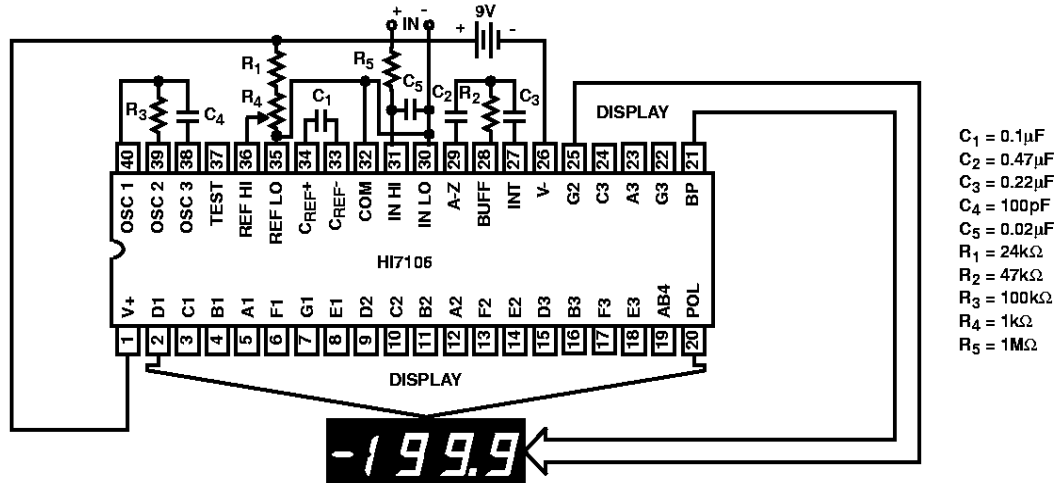 + IN -
+ 9V -
R1
R5
C5
R4
C1
C2
R2
C3
R3
C4
DISPLAY
40 39 38 37 36 35 34 33 32 31 30 29 28 27 26 25 24 23 22 21
OSC 1
OSC 2
OSC 3
TEST
REF HI
REF LO
CREF+
CREF-
COM
IN HI
IN LO
A-Z
BUFF
INT
V-
G2
C3
A3
G3
BP
HI7106
V+
D1
C1
B1
A1
F1
G1
E1
D2
C2
B2
A2
F2
E2
D3
B3
F3
E3
AB4
POL
1 2 3 4 5 6 7 8 9 10 11 12 13 14 15 16 17 18 19 20
DISPLAY
-199.9
C1 = 0.1μF
C2 = 0.47μF
C3 = 0.22μF
C4 = 100pF
C5 = 0.02μF
R1 = 24kΩ
R2 = 47kΩ
R3 = 100kΩ
R4 = 1kΩ
R5 = 1MΩ